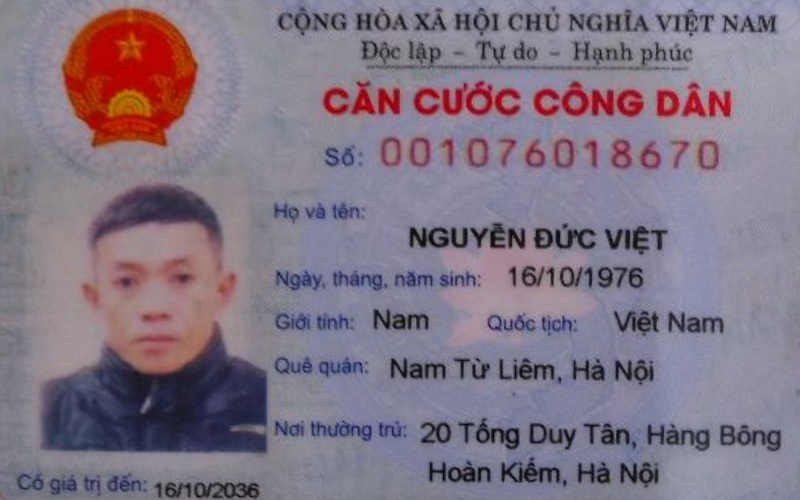 CỘNG HÒA XÃ HỘI CHỦ NGHĨA VIỆT NAM
Độc lập - Tự do - Hạnh phúc
CĂN CƯỚC CÔNG DÂN
Số: 001076018670
Họ và tên:
NGUYỄN ĐỨC VIỆT
Ngày, tháng, năm sinh: 16/10/1976
Giới tính: Nam Quốc tịch: Việt Nam
Quê quán: Nam Từ Liêm, Hà Nội
Nơi thường trú: 20 Tống Duy Tân, Hàng Bông
Hoàn Kiếm, Hà Nội
Có giá trị đến: 16/10/2036